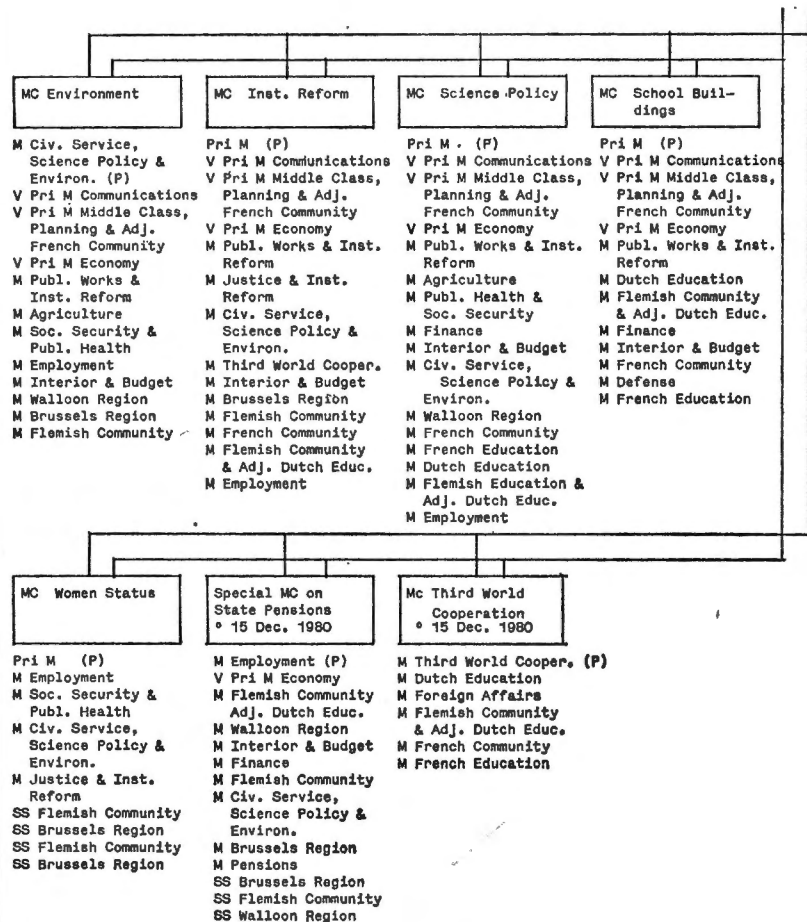 MC Environment
M Civ. Service,
Science Policy &
Environ. (P)
V Pri M Communications
V Pri M Middle Class,
Planning & Adj.
French Community
V Pri M Economy
M Publ. Works &
Inst. Reform
M Agriculture
M Soc. Security &
Publ. Health
M Employment
M Interior & Budget
M Walloon Region
M Brussels Region
M Flemish Community
MC Inst. Reform
Pri M (P)
V Pri M Communications
V Pri M Middle Class,
Planning & Adj.
French Community
V Pri M Economy
M Publ. Works & Inst.
Reform
M Justice & Inst.
Reform
M Civ. Service,
Science Policy &
Environ.
M Third World Cooper.
M Interior & Budget
M Brussels Region
M Flemish Community
M French Community
M Flemish Community
& Adj. Dutch Educ.
M Employment
MC Science Policy
Pri M. (P)
V Pri M Communications
V Pri M Middle Class,
Planning & Adj.
French Community
V Pri M Economy
M Publ. Works & Inst.
Reform
M Agriculture
M Publ. Health &
Soc. Security
M Finance
M Interior & Budget
M Civ. Service,
Science Policy &
Environ.
M Walloon Region
M French Community
M French Education
M Dutch Education
M Flemish Education &
Adj. Dutch Educ.
M Employment
MC School Buil-
dings
Pri M (P)
V Pri M Communications
V Pri M Middle Class,
Planning & Adj.
French Community
V Pri M Economy
M Publ. Works & Inst.
Reform
M Dutch Education
M Flemish Community
& Adj. Dutch Educ.
M Finance
M Interior & Budget
M French Community
M Defense
M French Education
MC Women Status
Pri M (P)
M Employment
M Soc. Security &
Publ. Health
M Civ. Service,
Science Policy &
Environ.
M Justice & Inst.
Reform
SS Flemish Community
SS Brussels Region
SS Flemish Community
SS Brussels Region
Special MC on
State Pensions
° 15 Dec. 1980
M Employment (P)
V Pri M Economy
M Flemish Community
Adj. Dutch Educ.
M Walloon Region
M Interior & Budget
M Finance
M Flemish Community
M Civ. Service,
Science Policy &
Environ.
M Brussels Region
M Pensions
SS Brussels Region
SS Flemish Community
SS Walloon Region
Mc Third World
Cooperation
° 15 Dec. 1980
M Third World Cooper. (P)
M Dutch Education
M Foreign Affairs
M Flemish Community
& Adj. Dutch Educ.
M French Community
M French Education